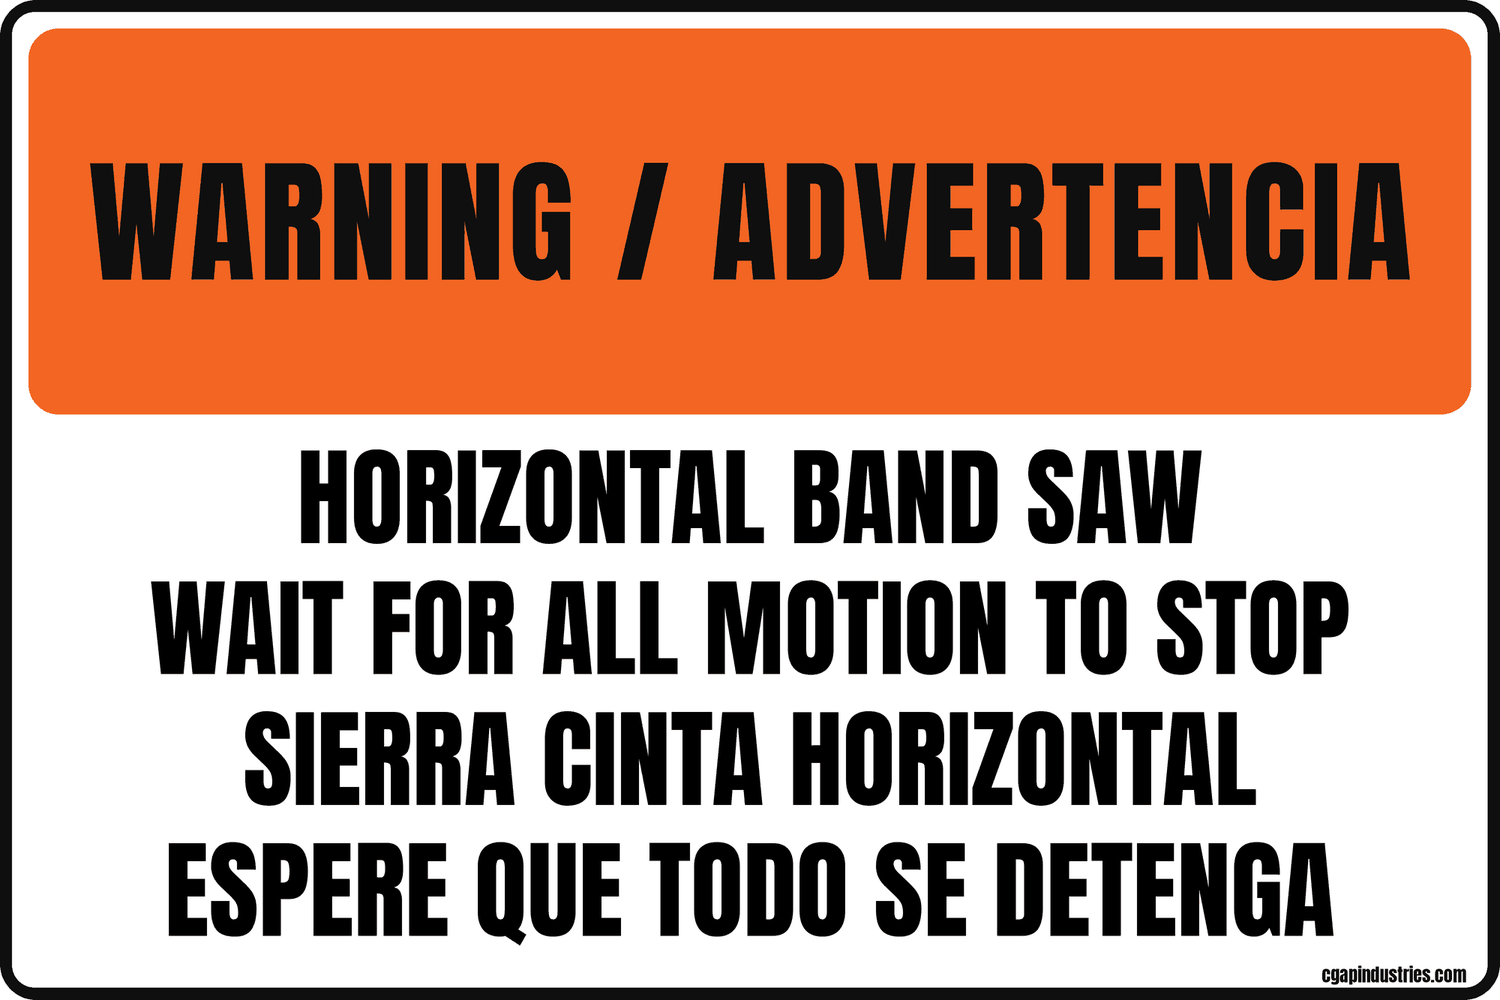 WARNING / ADVERTENCIA
HORIZONTAL BAND SAW
WAIT FOR ALL MOTION TO STOP
SIERRA CINTA HORIZONTAL
ESPERE QUE TODO SE DETENGA
cgapindustries.com